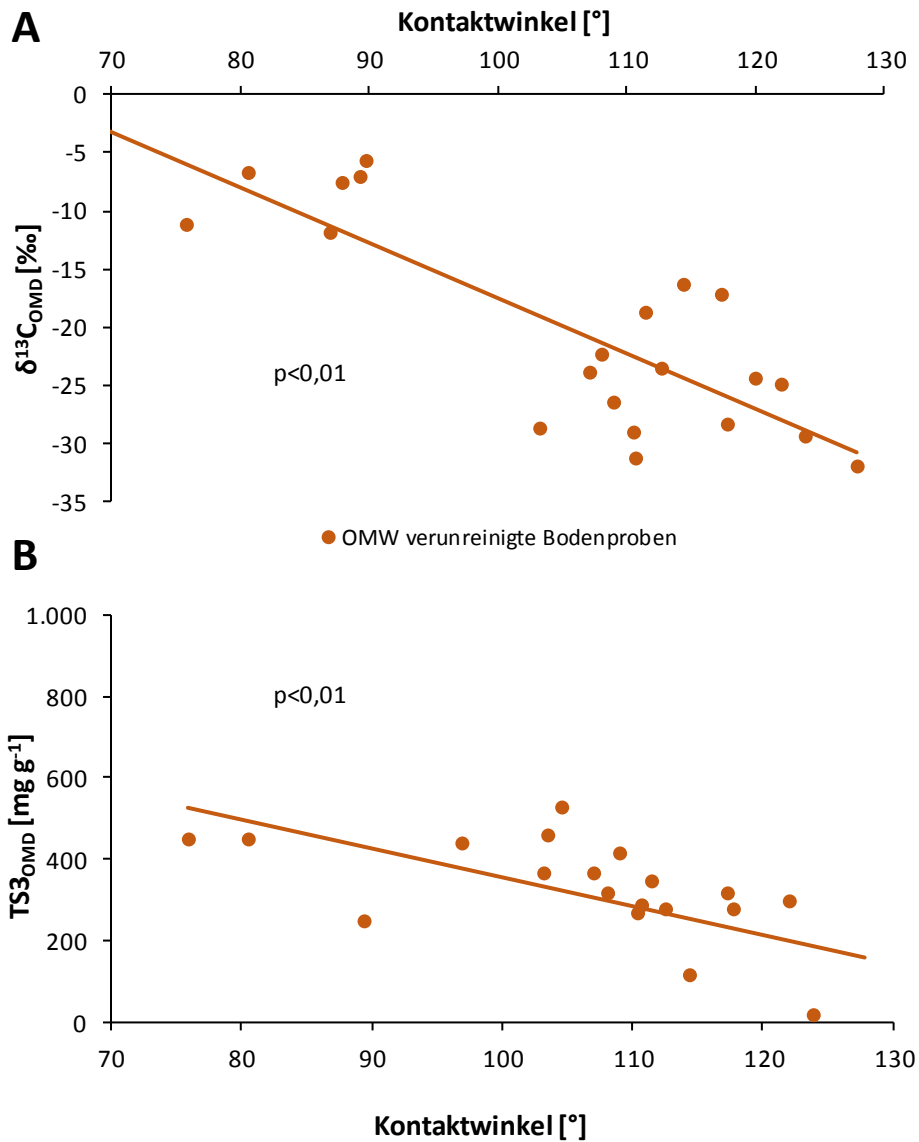 A
Kontaktwinkel [°]
70 80 90 100 110 120 130
0
-5
-10
-15
-20
-25
-30
-35
δ¹³C_OMD [‰]
p<0,01
OMW verunreinigte Bodenproben
B
1.000
800
600
400
200
0
TS3_OMD [mg g⁻¹]
p<0,01
70 80 90 100 110 120 130
Kontaktwinkel [°]